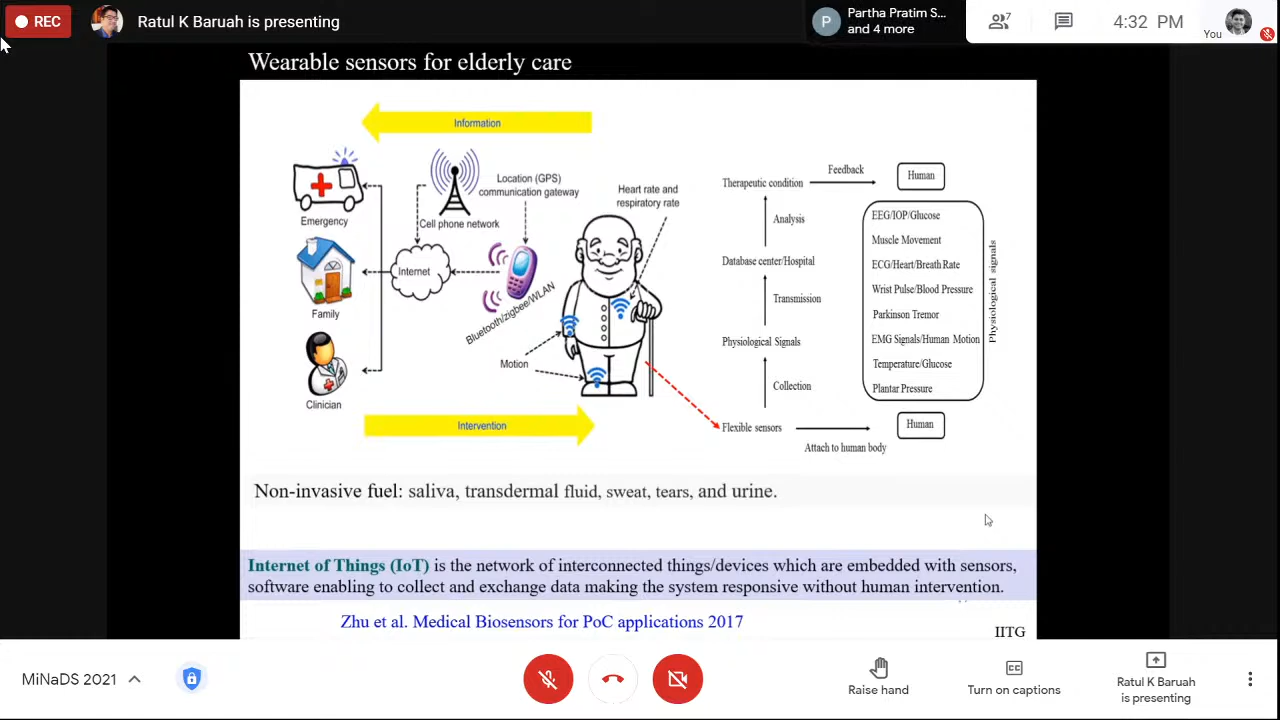 REC
Ratul K Baruah is presenting
P
Partha Pratim S...
and 4 more
7
4:32 PM
You
Wearable sensors for elderly care
Information
Emergency
Family
Clinician
Cell phone network
Internet
Location (GPS)
communication gateway
Bluetooth/zigbee/WLAN
Heart rate and
respiratory rate
Motion
Intervention
Therapeutic condition
Feedback
Human
Analysis
Database center/Hospital
Transmission
Physiological Signals
Collection
Flexible sensors
Attach to human body
Human
EEG/IOP/Glucose
Muscle Movement
ECG/Heart/Breath Rate
Wrist Pulse/Blood Pressure
Parkinson Tremor
EMG Signals/Human Motion
Temperature/Glucose
Plantar Pressure
Physiological signals
Non-invasive fuel: saliva, transdermal fluid, sweat, tears, and urine.
Internet of Things (IoT) is the network of interconnected things/devices which are embedded with sensors,
software enabling to collect and exchange data making the system responsive without human intervention.
Zhu et al. Medical Biosensors for PoC applications 2017
IITG
MiNaDS 2021
Raise hand
Turn on captions
Ratul K Baruah
is presenting